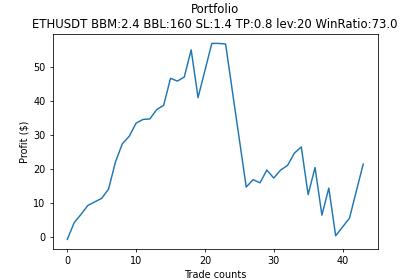 Portfolio
ETHUSDT BBM:2.4 BBL:160 SL:1.4 TP:0.8 lev:20 WinRatio:73.0
50
40
30
20
10
0
Profit ($)
0 10 20 30 40
Trade counts